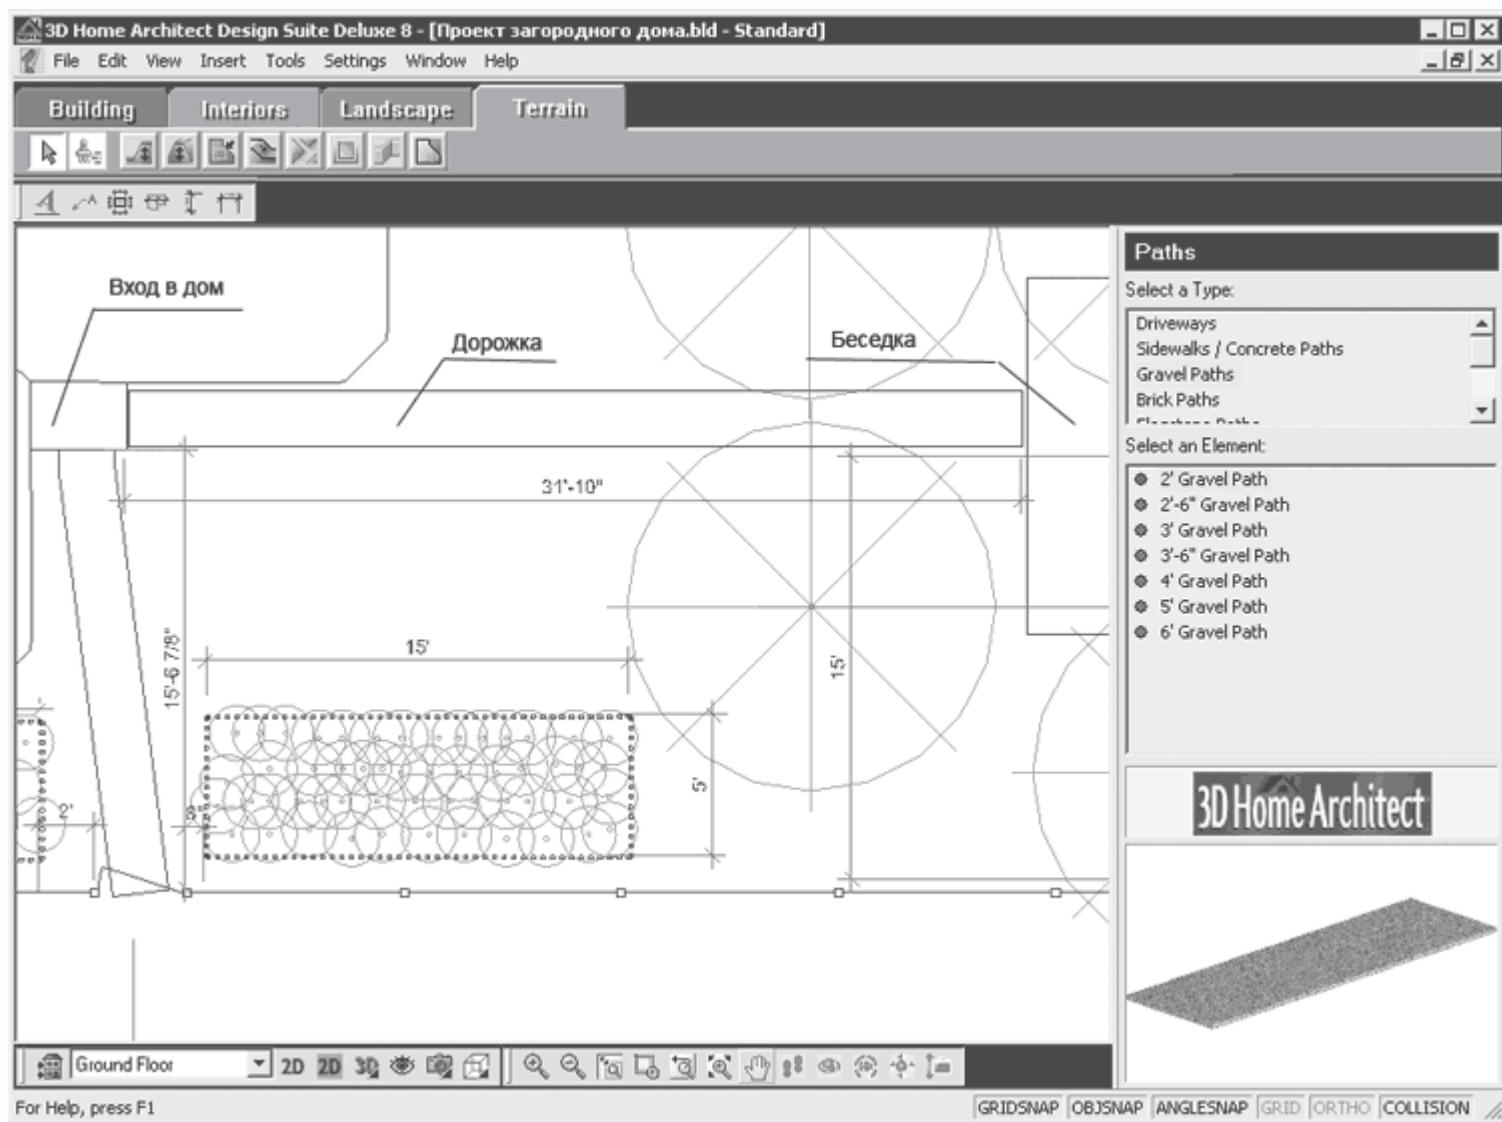 3D Home Architect Design Suite Deluxe 8 - [Проект загородного дома.bld - Standard]
File Edit View Insert Tools Settings Window Help
Building Interiors Landscape Terrain
Paths
Select a Type:
Driveways
Sidewalks / Concrete Paths
Gravel Paths
Brick Paths
Select an Element:
2' Gravel Path
2'-6" Gravel Path
3' Gravel Path
3'-6" Gravel Path
4' Gravel Path
5' Gravel Path
6' Gravel Path
3D Home Architect
Вход в дом
Дорожка
Беседка
31'-10"
15'
15'-6 7/8"
15'
5'
2'
Ground Floor
2D 2D 3D
For Help, press F1
GRIDSNAP OBJSNAP ANGLESNAP GRID ORTHO COLLISION